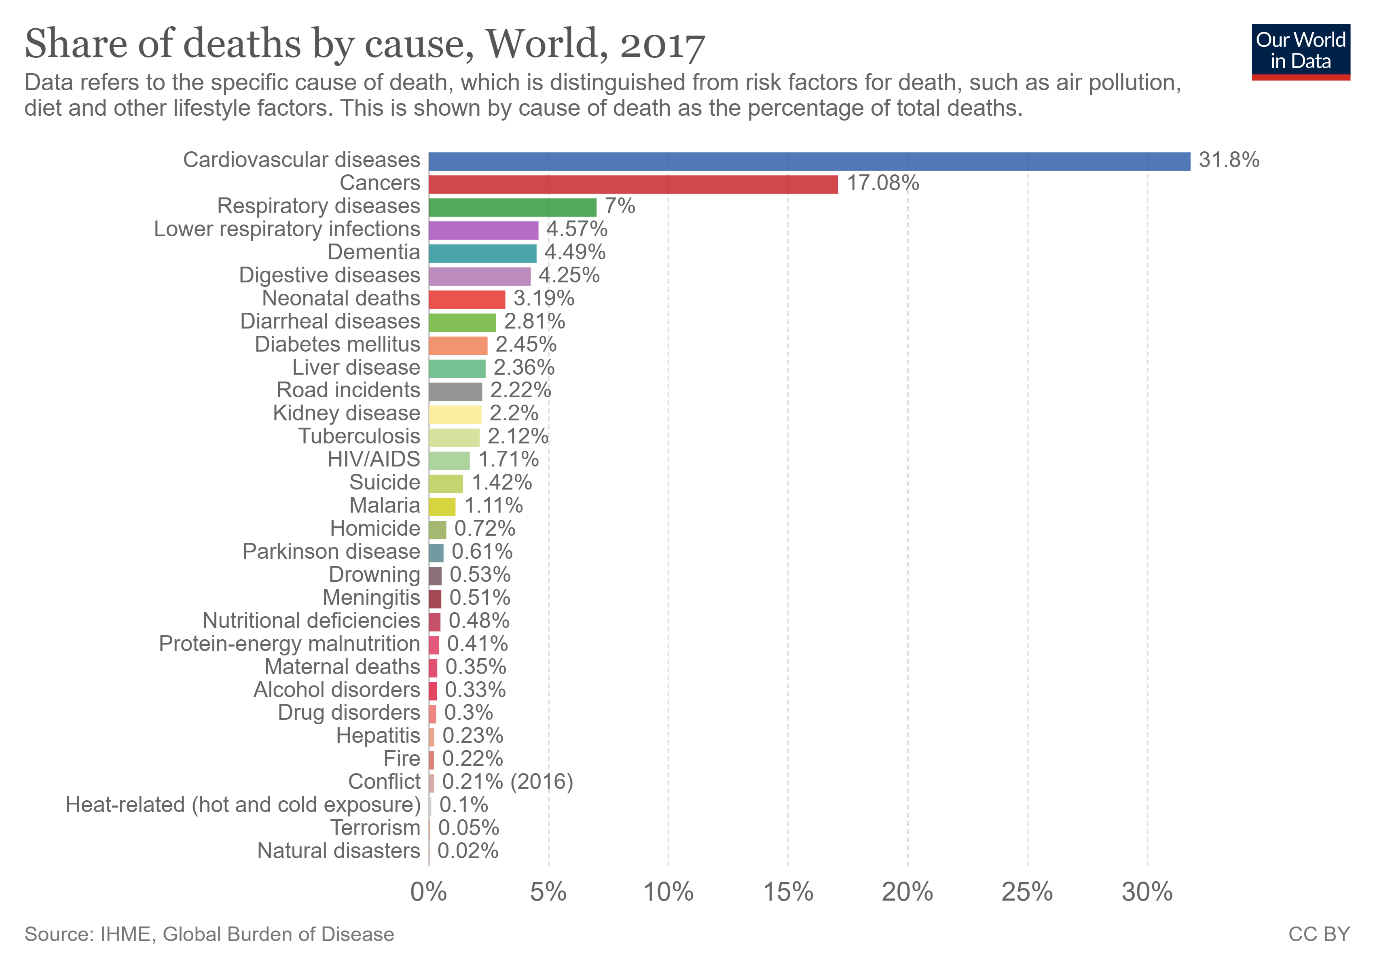 Share of deaths by cause, World, 2017
Our World
in Data
Data refers to the specific cause of death, which is distinguished from risk factors for death, such as air pollution,
diet and other lifestyle factors. This is shown by cause of death as the percentage of total deaths.
Cardiovascular diseases 31.8%
Cancers 17.08%
Respiratory diseases 7%
Lower respiratory infections 4.57%
Dementia 4.49%
Digestive diseases 4.25%
Neonatal deaths 3.19%
Diarrheal diseases 2.81%
Diabetes mellitus 2.45%
Liver disease 2.36%
Road incidents 2.22%
Kidney disease 2.2%
Tuberculosis 2.12%
HIV/AIDS 1.71%
Suicide 1.42%
Malaria 1.11%
Homicide 0.72%
Parkinson disease 0.61%
Drowning 0.53%
Meningitis 0.51%
Nutritional deficiencies 0.48%
Protein-energy malnutrition 0.41%
Maternal deaths 0.35%
Alcohol disorders 0.33%
Drug disorders 0.3%
Hepatitis 0.23%
Fire 0.22%
Conflict 0.21% (2016)
Heat-related (hot and cold exposure) 0.1%
Terrorism 0.05%
Natural disasters 0.02%
0% 5% 10% 15% 20% 25% 30%
Source: IHME, Global Burden of Disease
CC BY